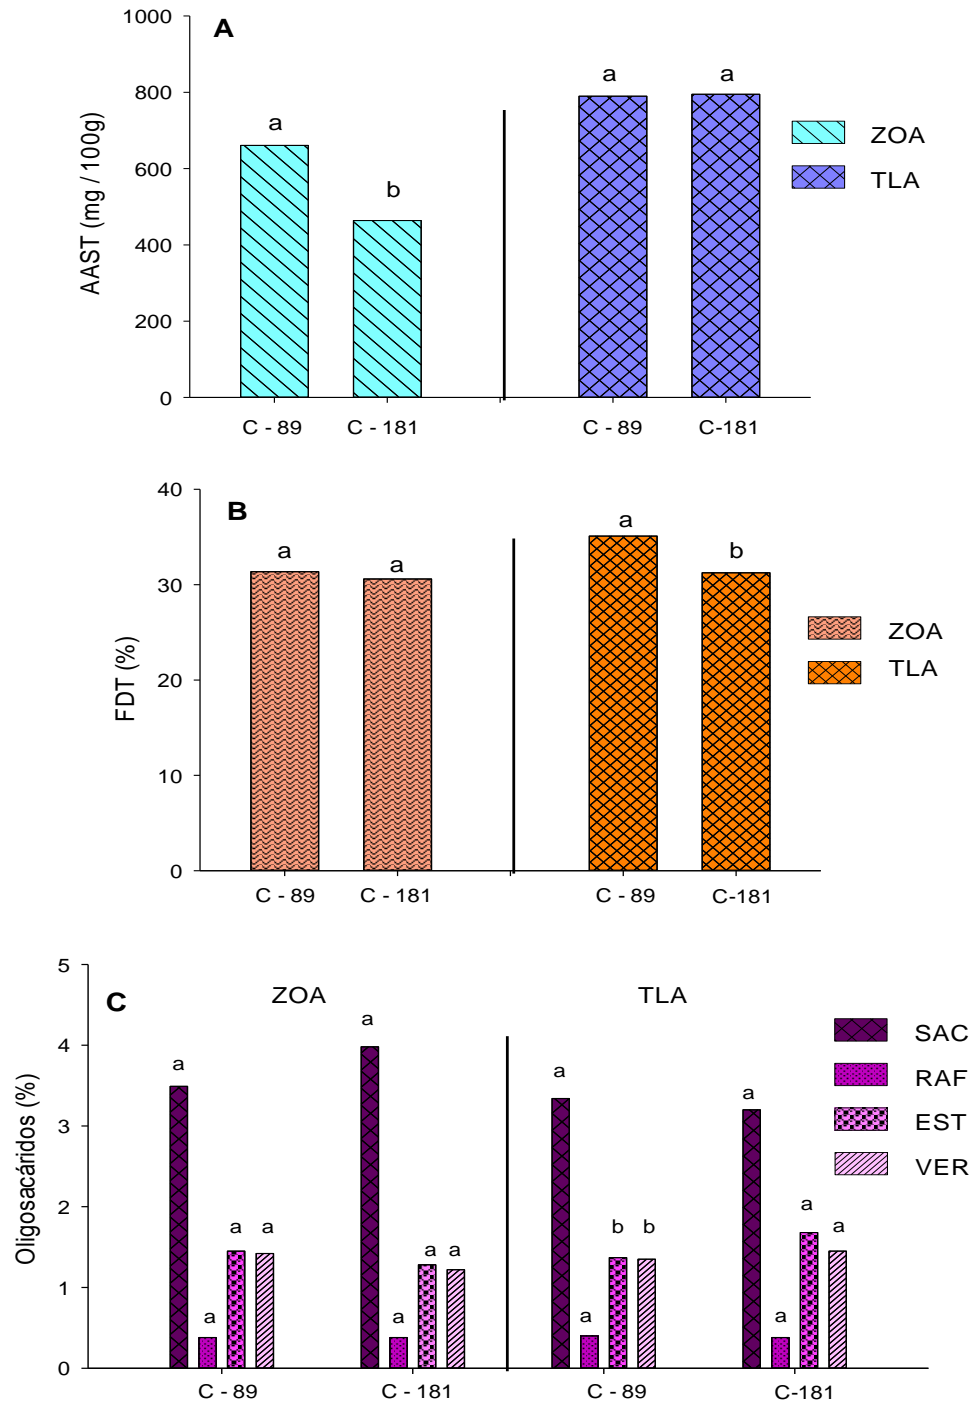 A
1000
800
600
400
200
0
AAST (mg / 100g)
a
b
a
a
ZOA
TLA
C - 89
C - 181
C - 89
C-181
B
40
30
20
10
0
FDT (%)
a
a
a
b
ZOA
TLA
C - 89
C - 181
C - 89
C-181
C
ZOA
TLA
5
4
3
2
1
0
Oligosacáridos (%)
a
a
a
a
a
a
a
a
a
a
b
b
a
a
a
a
SAC
RAF
EST
VER
C - 89
C - 181
C - 89
C-181